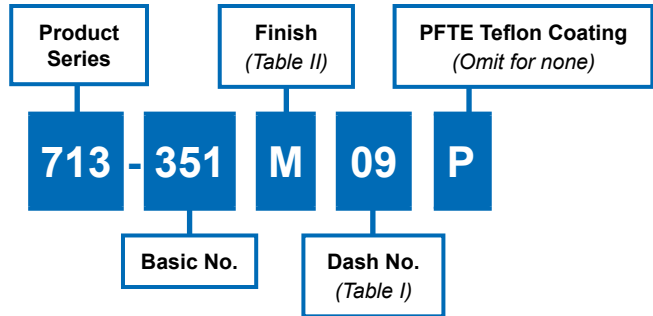 Product
Series
Finish
(Table II)
PFTE Teflon Coating
(Omit for none)
713 - 351 M 09 P
Basic No.
Dash No.
(Table I)